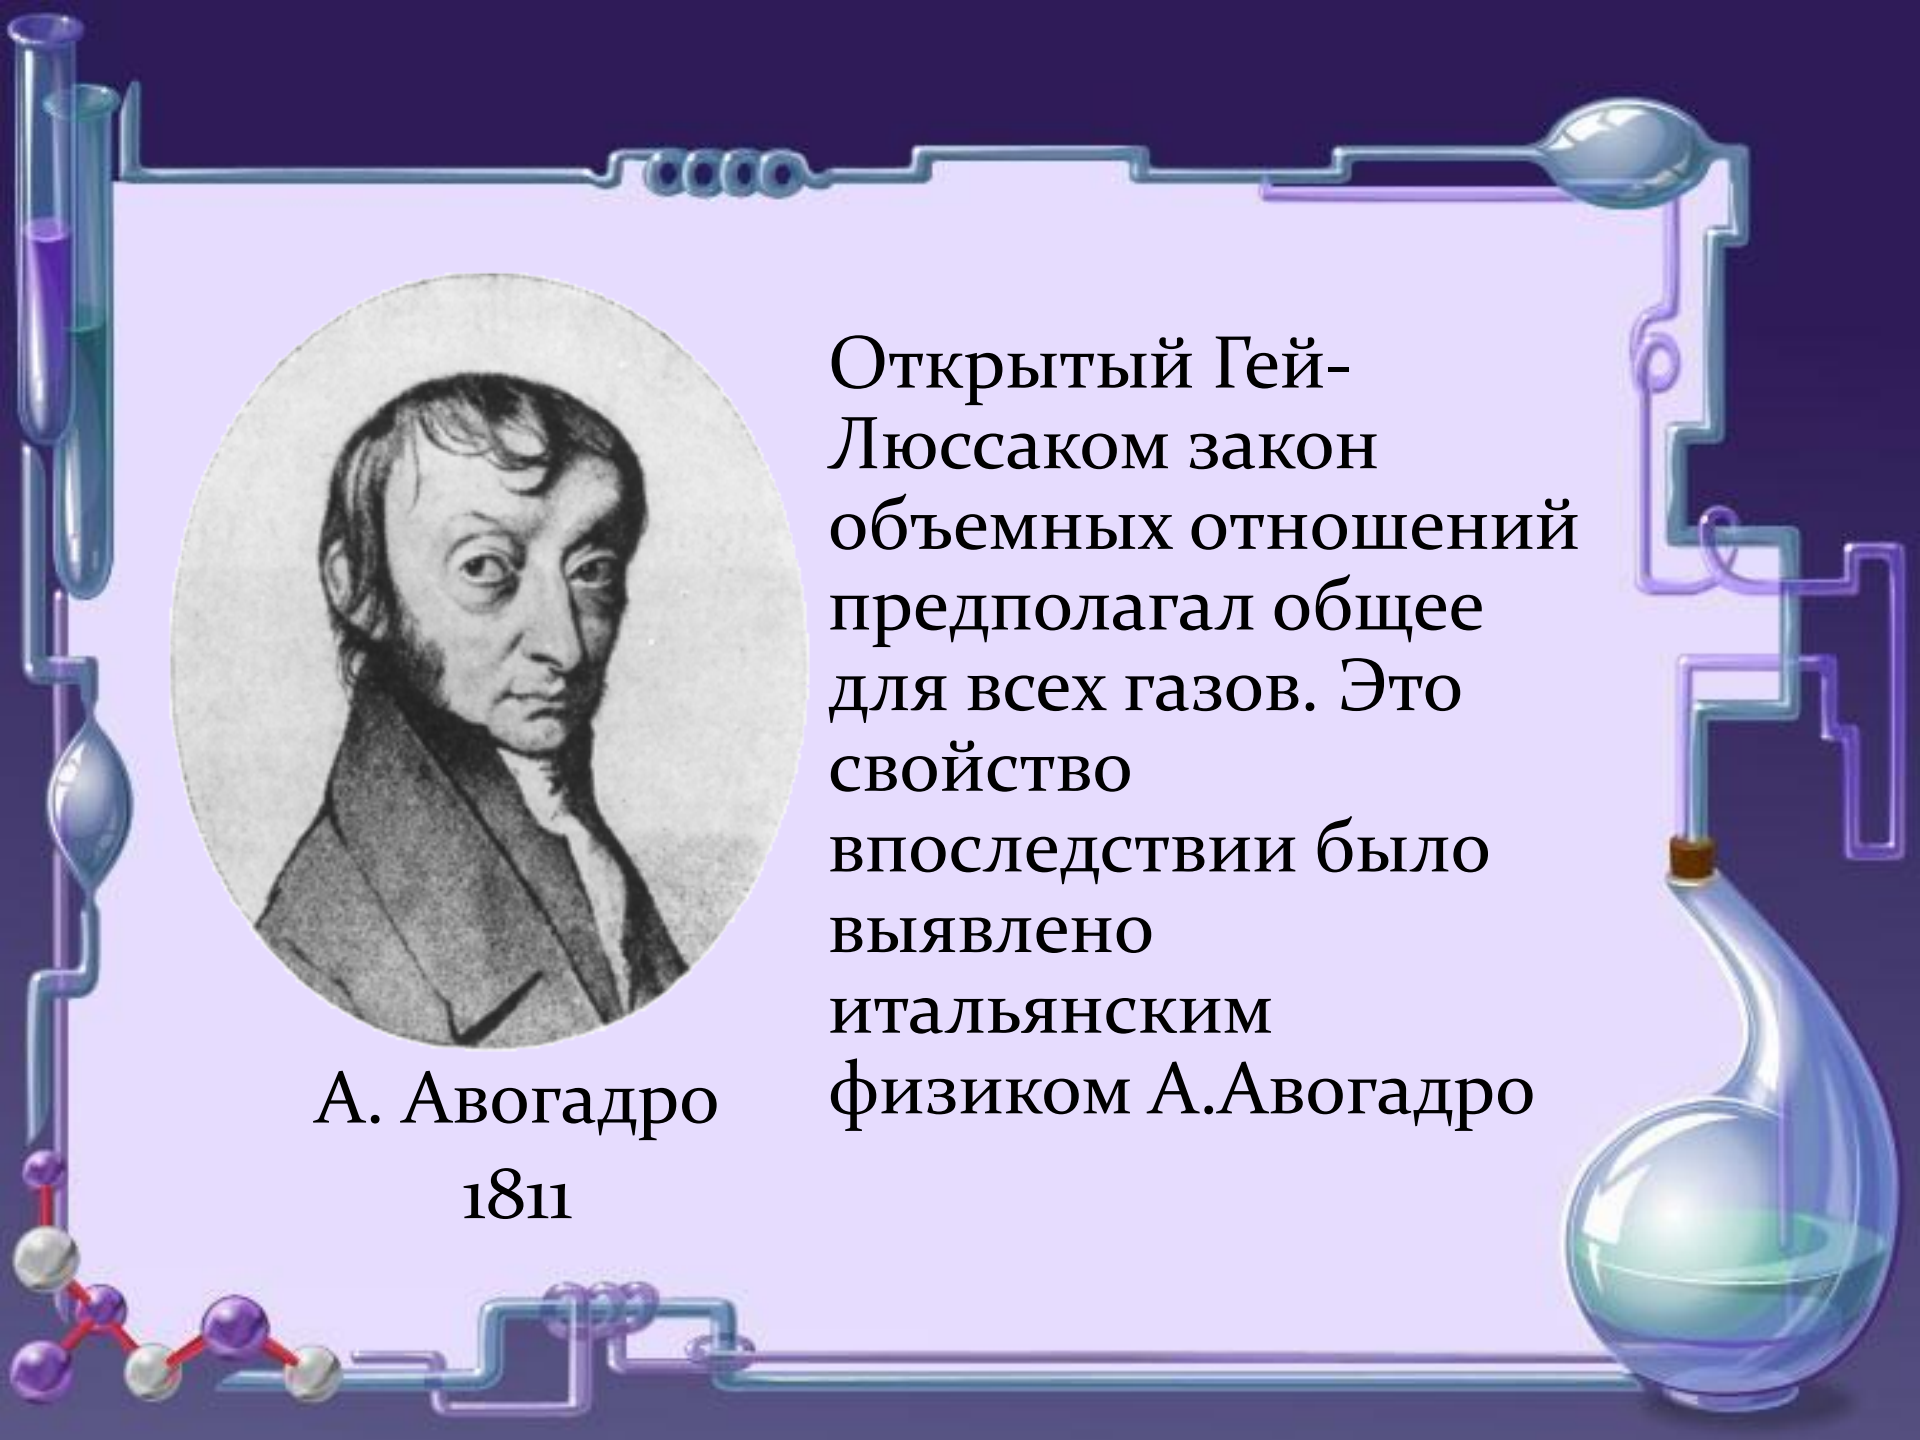 Открытый Гей-
Люссаком закон
объемных отношений
предполагал общее
для всех газов. Это
свойство
впоследствии было
выявлено
итальянским
физиком А.Авогадро
А. Авогадро
1811